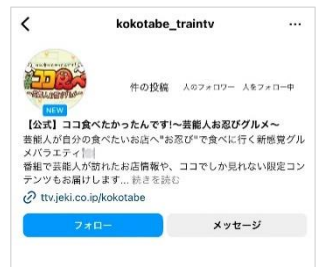 kokotabe_traintv
ココ食べ
NEW
件の投稿 人のフォロワー 人をフォロー中
【公式】ココ食べたかったんです!~芸能人お忍びグルメ~
芸能人が自分の食べたいお店へ"お忍び"で食べに行く新感覚グル
メバラエティ
番組で芸能人が訪れたお店情報や、ココでしか見れない限定コ
ンテンツもお届けします... 続きを読む
ttv.jeki.co.jp/kokotabe
フォロー メッセージ